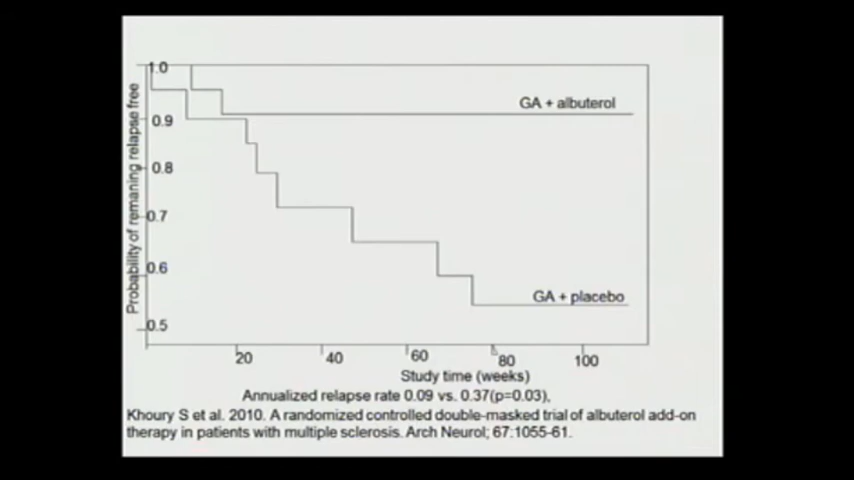 1.0
GA + albuterol
0.9
0.8
0.7
0.6
GA + placebo
0.5
Probability of remaning relapse free
20 40 60 80 100
Study time (weeks)
Annualized relapse rate 0.09 vs. 0.37(p=0.03),
Khoury S et al. 2010. A randomized controlled double-masked trial of albuterol add-on
therapy in patients with multiple sclerosis. Arch Neurol; 67:1055-61.